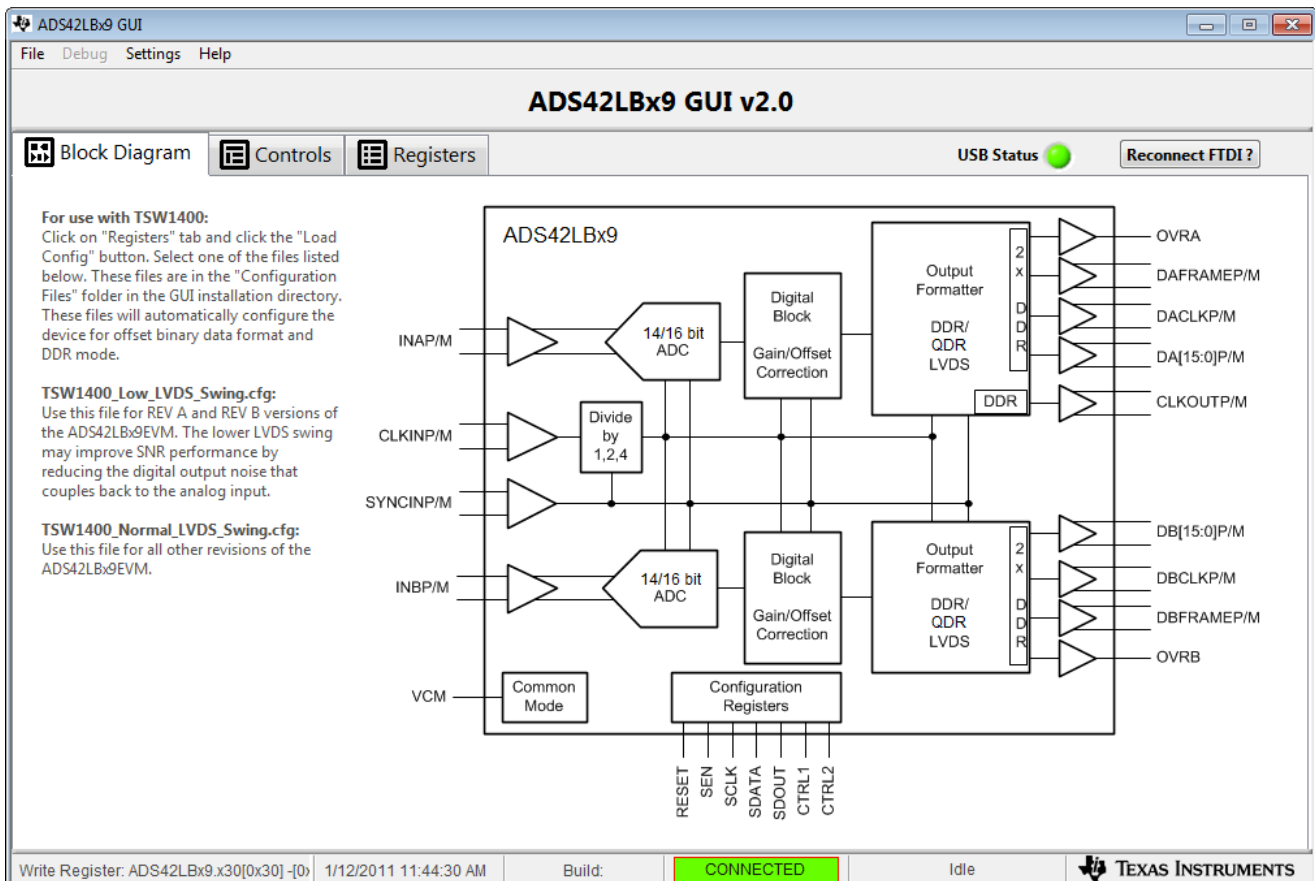 ADS42LBx9 GUI
File Debug Settings Help
ADS42LBx9 GUI v2.0
Block Diagram
Controls
Registers
USB Status
Reconnect FTDI ?
For use with TSW1400:
Click on "Registers" tab and click the "Load
Config" button. Select one of the files listed
below. These files are in the "Configuration
Files" folder in the GUI installation directory.
These files will automatically configure the
device for offset binary data format and
DDR mode.
TSW1400_Low_LVDS_Swing.cfg:
Use this file for REV A and REV B versions of
the ADS42LBx9EVM. The lower LVDS swing
may improve SNR performance by
reducing the digital output noise that
couples back to the analog input.
TSW1400_Normal_LVDS_Swing.cfg:
Use this file for all other revisions of the
ADS42LBx9EVM.
ADS42LBx9
INAP/M
CLKINP/M
SYNCINP/M
INBP/M
VCM
14/16 bit
ADC
Divide
by
1,2,4
14/16 bit
ADC
Common
Mode
Digital
Block
Gain/Offset
Correction
Digital
Block
Gain/Offset
Correction
Configuration
Registers
Output
Formatter
DDR/
QDR
LVDS
2x DDR
DDR
Output
Formatter
DDR/
QDR
LVDS
2x DDR
OVRA
DAFRAMEP/M
DACLKP/M
DA[15:0]P/M
CLKOUTP/M
DB[15:0]P/M
DBCLKP/M
DBFRAMEP/M
OVRB
RESET
SEN
SCLK
SDATA
SDOUT
CTRL1
CTRL2
Write Register: ADS42LBx9.x30[0x30] -[0x
1/12/2011 11:44:30 AM
Build:
CONNECTED
Idle
TEXAS INSTRUMENTS